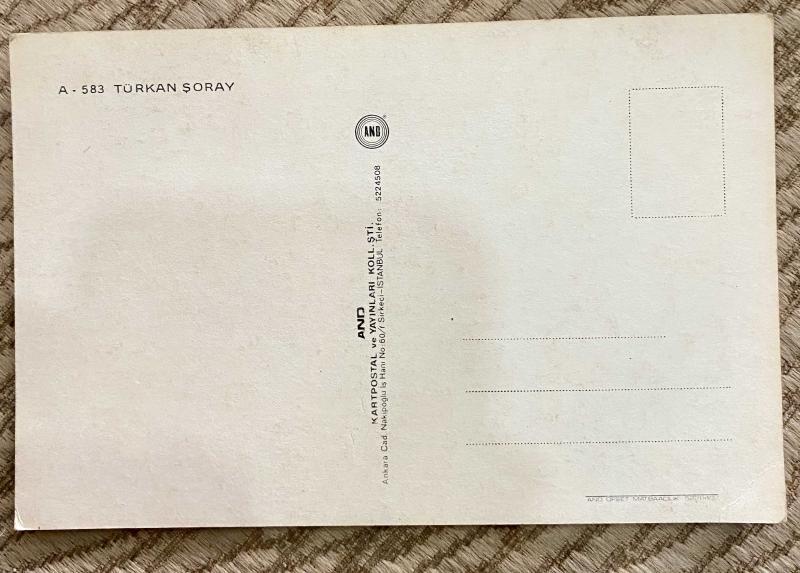 A - 583 TÜRKAN ŞORAY
AND
AND
KARTPOSTAL ve YAYINLARI KOLL. ŞTİ.
Ankara Cad. Nakipoğlu İş Hanı No:60/1 Sirkeci-İSTANBUL Telefon: 5224508
AND OFSET MATBAACILIK